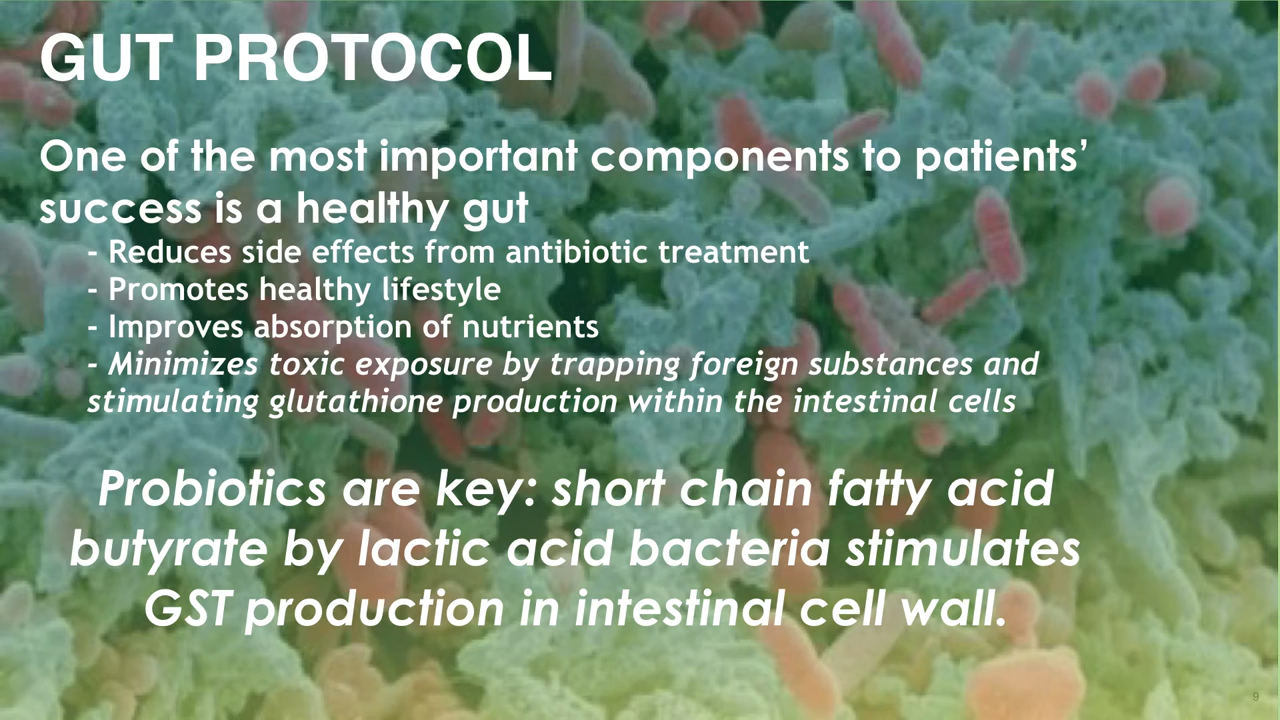 GUT PROTOCOL
One of the most important components to patients’
success is a healthy gut
- Reduces side effects from antibiotic treatment
- Promotes healthy lifestyle
- Improves absorption of nutrients
- Minimizes toxic exposure by trapping foreign substances and
stimulating glutathione production within the intestinal cells
Probiotics are key: short chain fatty acid
butyrate by lactic acid bacteria stimulates
GST production in intestinal cell wall.
9